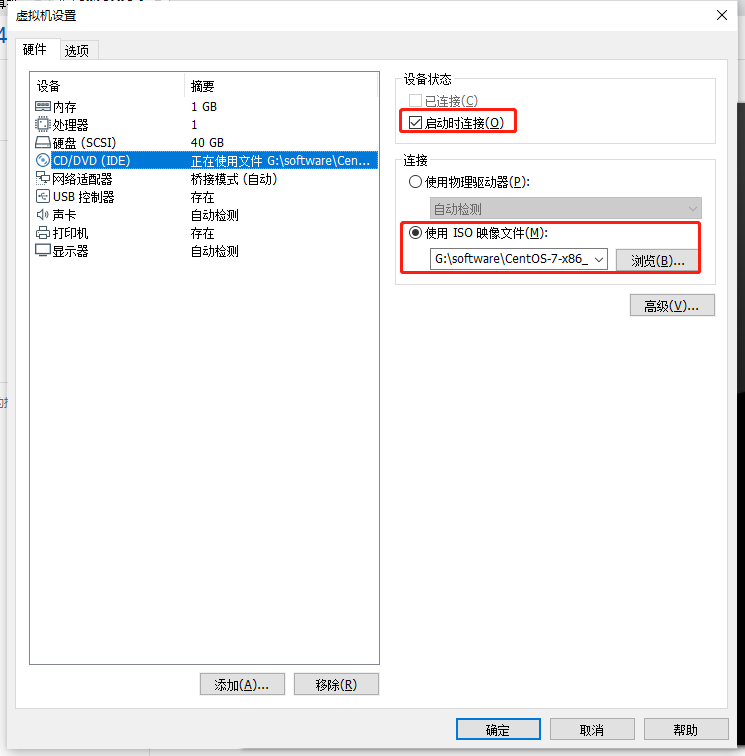 虚拟机设置
硬件 选项
设备 摘要
内存 1 GB
处理器 1
硬盘 (SCSI) 40 GB
CD/DVD (IDE) 正在使用文件 G:\software\Cen...
网络适配器 桥接模式 (自动)
USB 控制器 存在
声卡 自动检测
打印机 存在
显示器 自动检测
添加(A)... 移除(R)
设备状态
已连接(C)
启动时连接(O)
连接
使用物理驱动器(P):
自动检测
使用 ISO 映像文件(M):
G:\software\CentOS-7-x86_ 浏览(B)...
高级(V)...
确定 取消 帮助